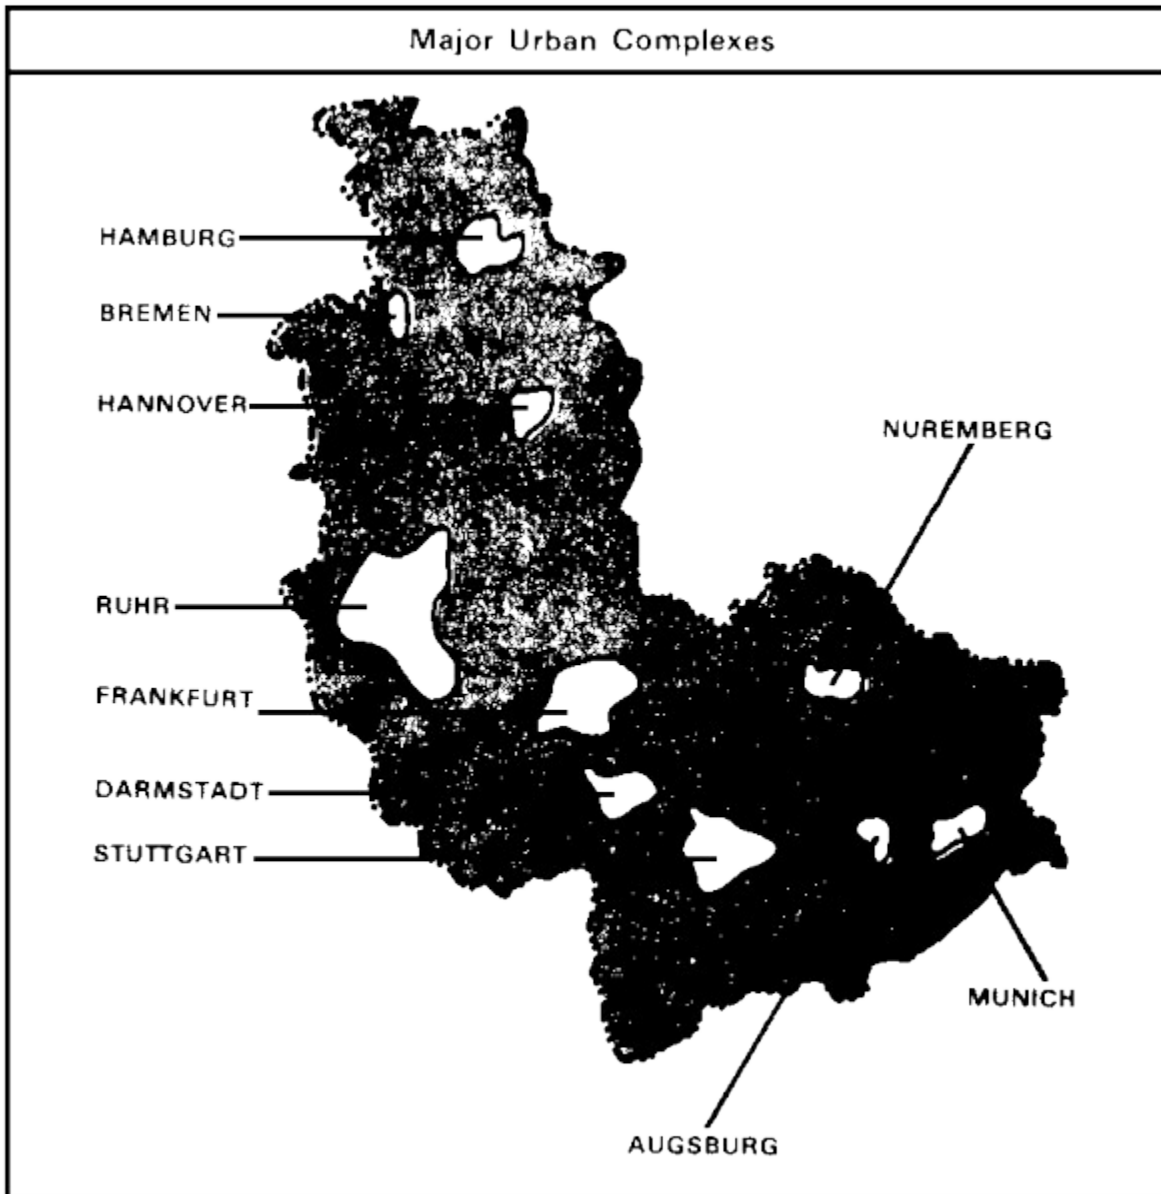 Major Urban Complexes
HAMBURG
BREMEN
HANNOVER
NUREMBERG
RUHR
FRANKFURT
DARMSTADT
STUTTGART
MUNICH
AUGSBURG